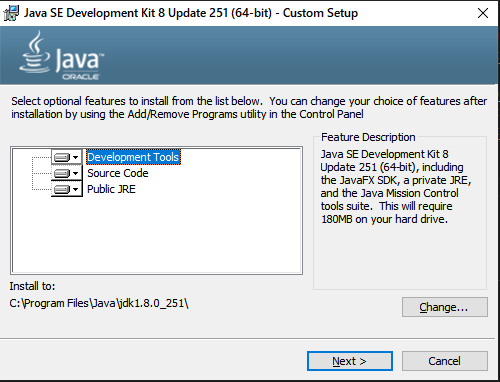 Java SE Development Kit 8 Update 251 (64-bit) - Custom Setup
Java
ORACLE
Select optional features to install from the list below. You can change your choice of features after
installation by using the Add/Remove Programs utility in the Control Panel
Development Tools
Source Code
Public JRE
Feature Description
Java SE Development Kit 8
Update 251 (64-bit), including
the JavaFX SDK, a private JRE,
and the Java Mission Control
tools suite. This will require
180MB on your hard drive.
Install to:
C:\Program Files\Java\jdk1.8.0_251\
Change...
Next >
Cancel